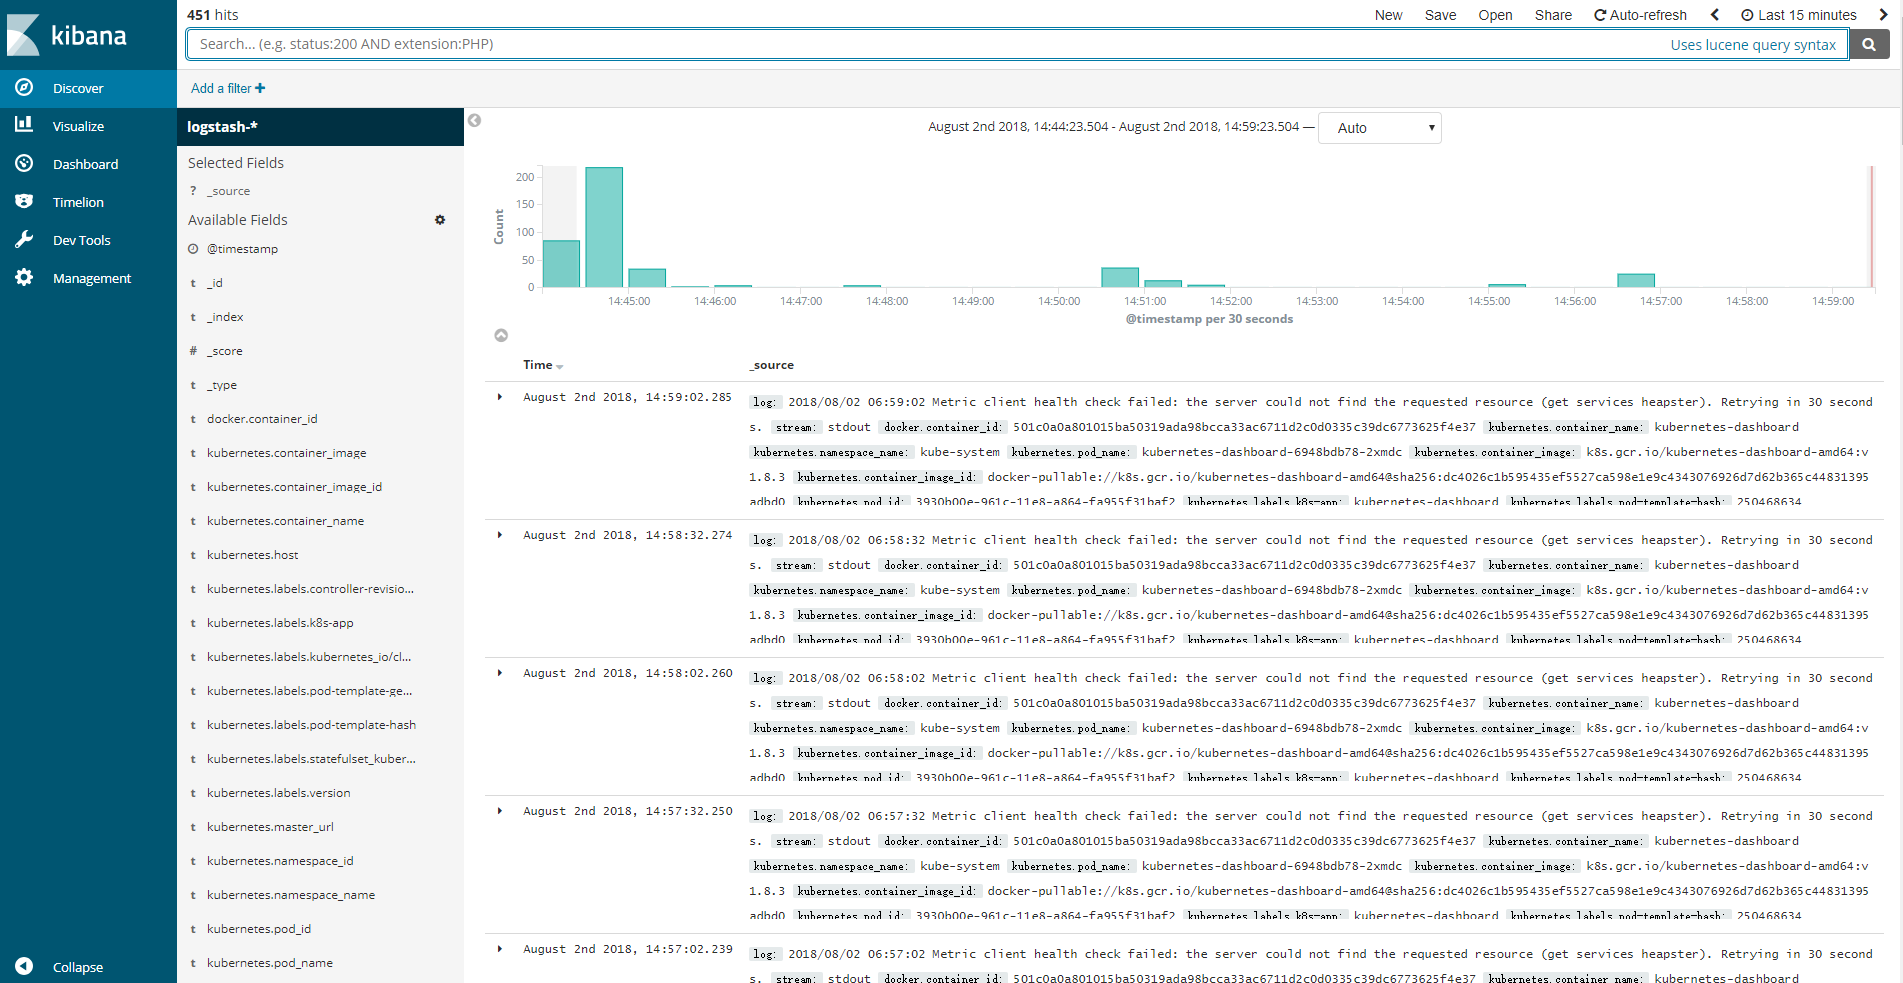 kibana
Discover
Visualize
Dashboard
Timelion
Dev Tools
Management
Collapse
451 hits
New Save Open Share Auto-refresh Last 15 minutes
Search... (e.g. status:200 AND extension:PHP) Uses lucene query syntax
Add a filter +
logstash-*
Selected Fields
? _source
Available Fields
@timestamp
t _id
t _index
# _score
t _type
t docker.container_id
t kubernetes.container_image
t kubernetes.container_image_id
t kubernetes.container_name
t kubernetes.host
t kubernetes.labels.controller-revisio...
t kubernetes.labels.k8s-app
t kubernetes.labels.kubernetes_io/cl...
t kubernetes.labels.pod-template-ge...
t kubernetes.labels.pod-template-hash
t kubernetes.labels.statefulset_kuber...
t kubernetes.labels.version
t kubernetes.master_url
t kubernetes.namespace_id
t kubernetes.namespace_name
t kubernetes.pod_id
t kubernetes.pod_name
August 2nd 2018, 14:44:23.504 - August 2nd 2018, 14:59:23.504 — Auto
Count
200
150
100
50
0
14:45:00 14:46:00 14:47:00 14:48:00 14:49:00 14:50:00 14:51:00 14:52:00 14:53:00 14:54:00 14:55:00 14:56:00 14:57:00 14:58:00 14:59:00
@timestamp per 30 seconds
Time _source
August 2nd 2018, 14:59:02.285 log: 2018/08/02 06:59:02 Metric client health check failed: the server could not find the requested resource (get services heapster). Retrying in 30 second
s. stream: stdout docker.container_id: 501c0a0a801015ba50319ada98bcca33ac6711d2c0d0335c39dc6773625f4e37 kubernetes.container_name: kubernetes-dashboard
kubernetes.namespace_name: kube-system kubernetes.pod_name: kubernetes-dashboard-6948bdb78-2xmdc kubernetes.container_image: k8s.gcr.io/kubernetes-dashboard-amd64:v
1.8.3 kubernetes.container_image_id: docker-pullable://k8s.gcr.io/kubernetes-dashboard-amd64@sha256:dc4026c1b595435ef5527ca598e1e9c4343076926d7d62b365c44831395
adbd0 kubernetes.pod_id: 3930b00e-961c-11e8-a864-fa955f31baf2 kubernetes.labels.k8s-app: kubernetes-dashboard kubernetes.labels.pod-template-hash: 250468634
August 2nd 2018, 14:58:32.274 log: 2018/08/02 06:58:32 Metric client health check failed: the server could not find the requested resource (get services heapster). Retrying in 30 second
s. stream: stdout docker.container_id: 501c0a0a801015ba50319ada98bcca33ac6711d2c0d0335c39dc6773625f4e37 kubernetes.container_name: kubernetes-dashboard
kubernetes.namespace_name: kube-system kubernetes.pod_name: kubernetes-dashboard-6948bdb78-2xmdc kubernetes.container_image: k8s.gcr.io/kubernetes-dashboard-amd64:v
1.8.3 kubernetes.container_image_id: docker-pullable://k8s.gcr.io/kubernetes-dashboard-amd64@sha256:dc4026c1b595435ef5527ca598e1e9c4343076926d7d62b365c44831395
adbd0 kubernetes.pod_id: 3930b00e-961c-11e8-a864-fa955f31baf2 kubernetes.labels.k8s-app: kubernetes-dashboard kubernetes.labels.pod-template-hash: 250468634
August 2nd 2018, 14:58:02.260 log: 2018/08/02 06:58:02 Metric client health check failed: the server could not find the requested resource (get services heapster). Retrying in 30 second
s. stream: stdout docker.container_id: 501c0a0a801015ba50319ada98bcca33ac6711d2c0d0335c39dc6773625f4e37 kubernetes.container_name: kubernetes-dashboard
kubernetes.namespace_name: kube-system kubernetes.pod_name: kubernetes-dashboard-6948bdb78-2xmdc kubernetes.container_image: k8s.gcr.io/kubernetes-dashboard-amd64:v
1.8.3 kubernetes.container_image_id: docker-pullable://k8s.gcr.io/kubernetes-dashboard-amd64@sha256:dc4026c1b595435ef5527ca598e1e9c4343076926d7d62b365c44831395
adbd0 kubernetes.pod_id: 3930b00e-961c-11e8-a864-fa955f31baf2 kubernetes.labels.k8s-app: kubernetes-dashboard kubernetes.labels.pod-template-hash: 250468634
August 2nd 2018, 14:57:32.250 log: 2018/08/02 06:57:32 Metric client health check failed: the server could not find the requested resource (get services heapster). Retrying in 30 second
s. stream: stdout docker.container_id: 501c0a0a801015ba50319ada98bcca33ac6711d2c0d0335c39dc6773625f4e37 kubernetes.container_name: kubernetes-dashboard
kubernetes.namespace_name: kube-system kubernetes.pod_name: kubernetes-dashboard-6948bdb78-2xmdc kubernetes.container_image: k8s.gcr.io/kubernetes-dashboard-amd64:v
1.8.3 kubernetes.container_image_id: docker-pullable://k8s.gcr.io/kubernetes-dashboard-amd64@sha256:dc4026c1b595435ef5527ca598e1e9c4343076926d7d62b365c44831395
adbd0 kubernetes.pod_id: 3930b00e-961c-11e8-a864-fa955f31baf2 kubernetes.labels.k8s-app: kubernetes-dashboard kubernetes.labels.pod-template-hash: 250468634
August 2nd 2018, 14:57:02.239 log: 2018/08/02 06:57:02 Metric client health check failed: the server could not find the requested resource (get services heapster). Retrying in 30 second
s. stream: stdout docker.container_id: 501c0a0a801015ba50319ada98bcca33ac6711d2c0d0335c39dc6773625f4e37 kubernetes.container_name: kubernetes-dashboard